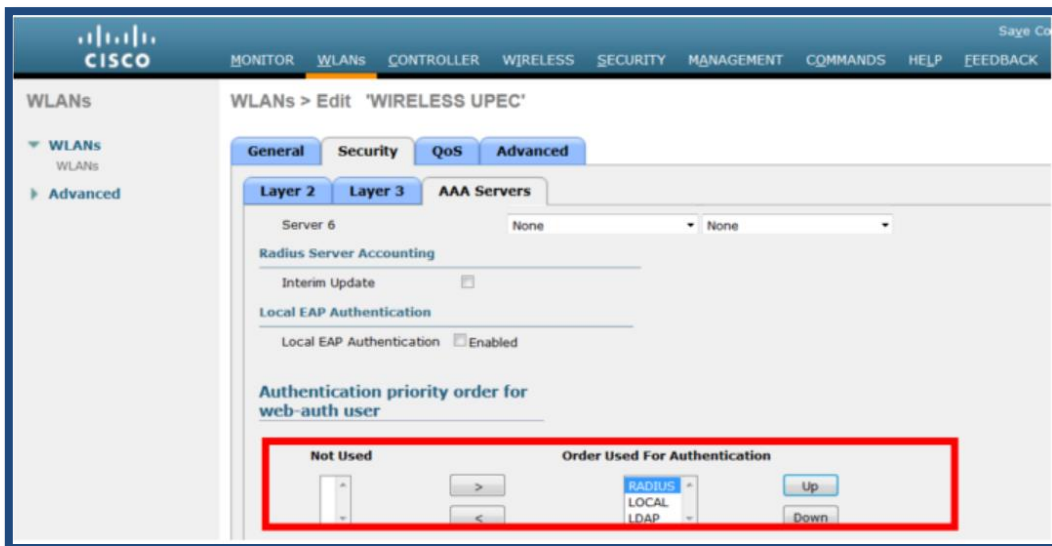 Save Co
CISCO
MONITOR WLANs CONTROLLER WIRELESS SECURITY MANAGEMENT COMMANDS HELP FEEDBACK
WLANs
WLANs > Edit 'WIRELESS UPEC'
WLANs
WLANs
Advanced
General Security QoS Advanced
Layer 2 Layer 3 AAA Servers
Server 6 None None
Radius Server Accounting
Interim Update
Local EAP Authentication
Local EAP Authentication Enabled
Authentication priority order for
web-auth user
Not Used Order Used For Authentication
> RADIUS Up
LOCAL
< LDAP Down